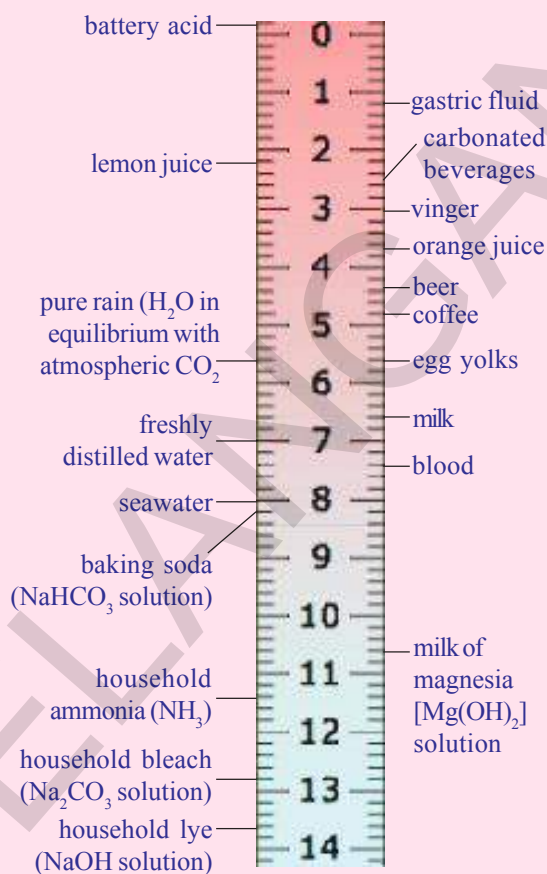 battery acid
0
1
gastric fluid
carbonated
beverages
2
lemon juice
3
vinger
orange juice
4
beer
coffee
pure rain (H₂O in
equilibrium with
atmospheric CO₂
5
egg yolks
6
milk
freshly
distilled water
7
blood
seawater
8
baking soda
(NaHCO₃ solution)
9
10
milk of
magnesia
[Mg(OH)₂]
solution
11
household
ammonia (NH₃)
12
household bleach
(Na₂CO₃ solution)
13
household lye
(NaOH solution)
14